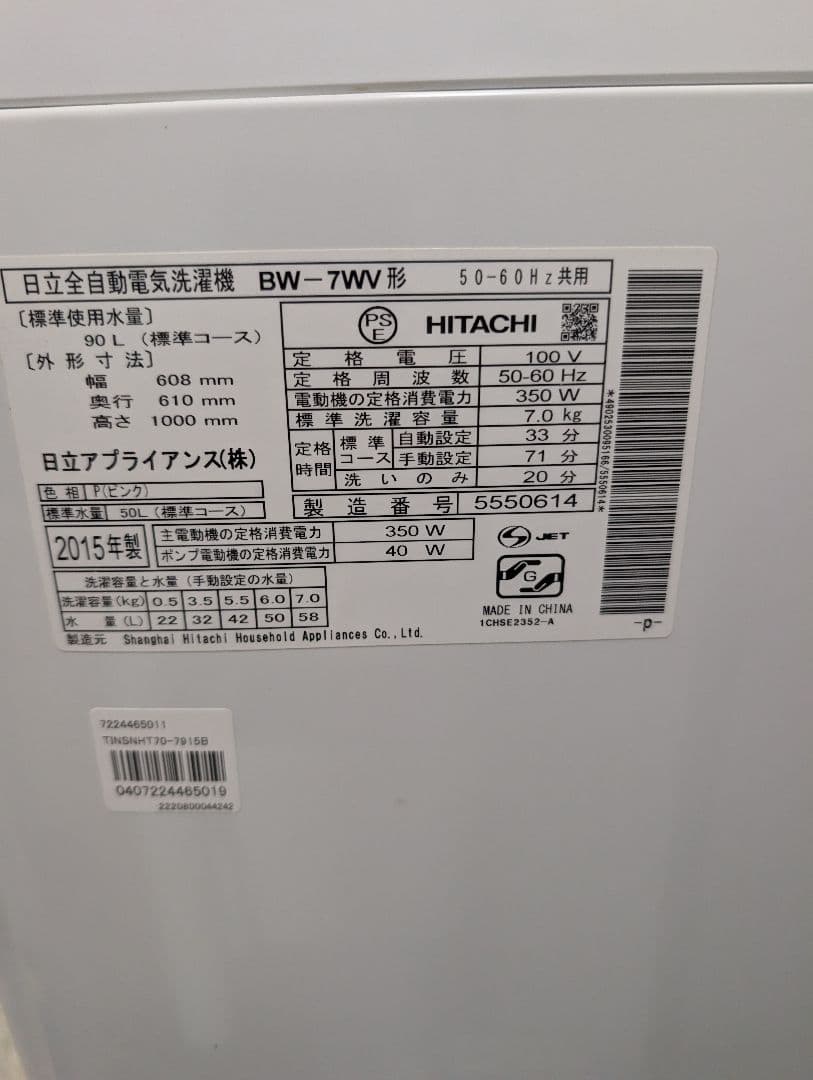 日立全自動電気洗濯機 BW-7WV形 50-60Hz共用
〔標準使用水量〕
90L (標準コース)
〔外形寸法〕
幅 608 mm
奥行 610 mm
高さ 1000 mm
日立アプライアンス(株)
色相 P(ピンク)
標準水量 50L(標準コース)
2015年製
PSE HITACHI
定格電圧 100 V
定格周波数 50-60 Hz
電動機の定格消費電力 350 W
標準洗濯容量 7.0 kg
定格時間 標準コース 自動設定 33 分
手動設定 71 分
洗いのみ 20 分
製造番号 5550614
主電動機の定格消費電力 350 W
ポンプ電動機の定格消費電力 40 W
S JET
G
洗濯容量と水量(手動設定の水量)
洗濯容量(kg) 0.5 3.5 5.5 6.0 7.0
水量(L) 22 32 42 50 58
製造元 Shanghai Hitachi Household Appliances Co.,Ltd.
MADE IN CHINA
1CHSE2352-A
*4902530095166/5550614*
-p-
7224465011
TINSNHT70-7915B
0407224465019
2220800044242